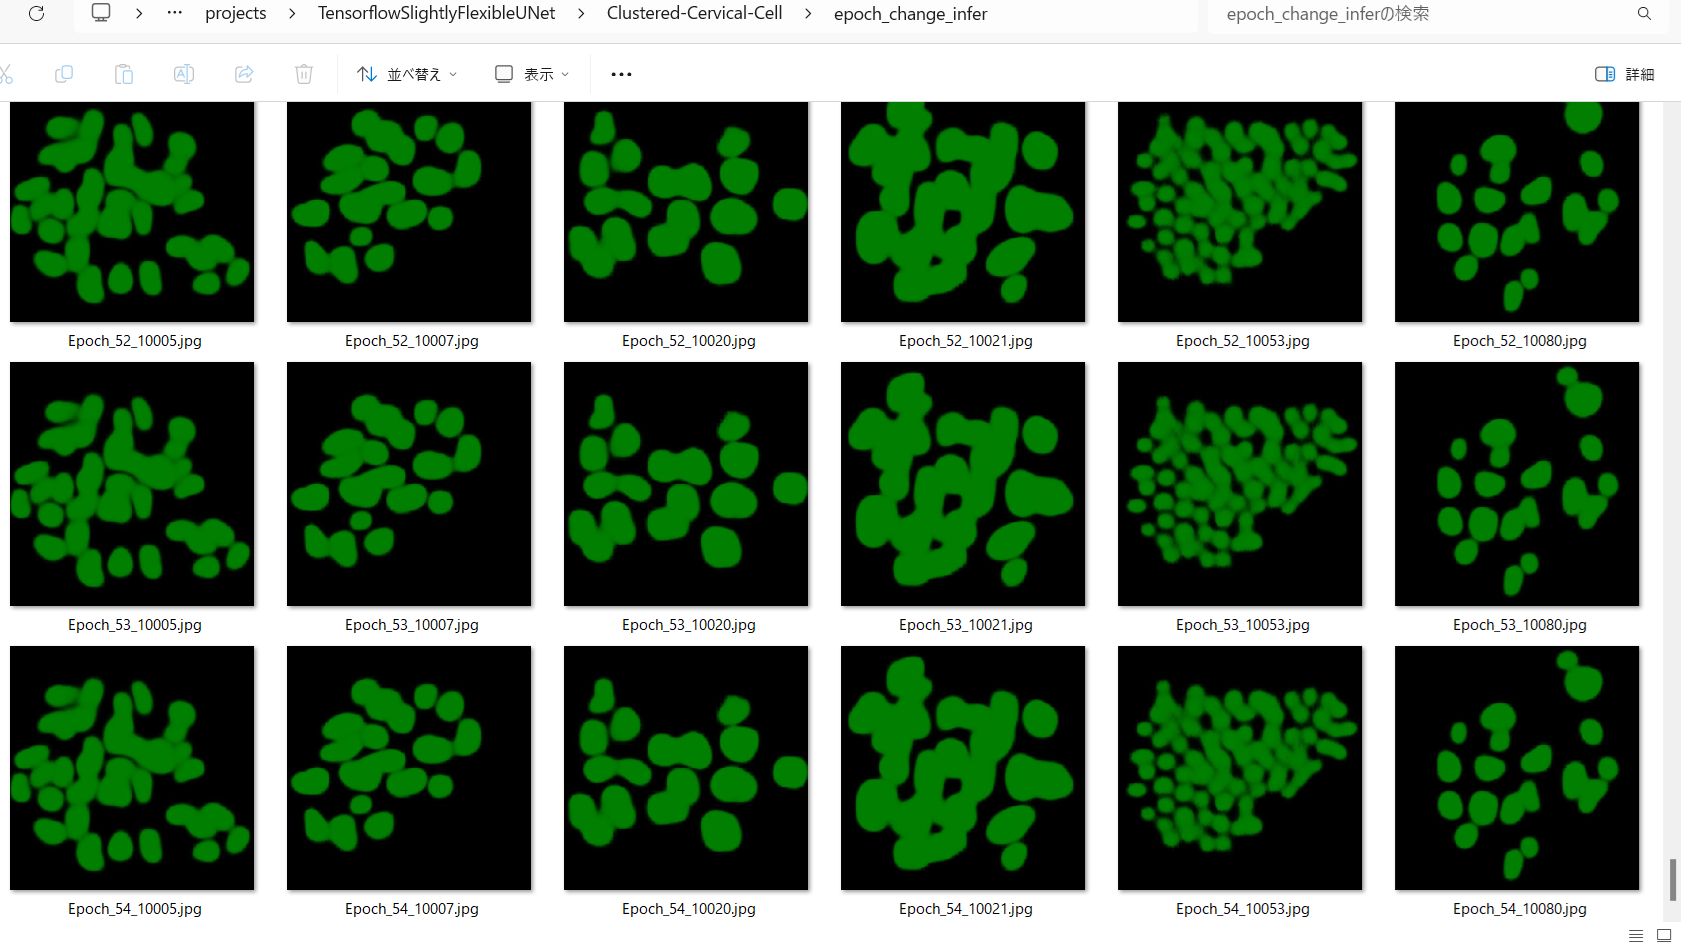 projects > TensorflowSlightlyFlexibleUNet > Clustered-Cervical-Cell > epoch_change_infer
epoch_change_inferの検索
並べ替え
表示
詳細
Epoch_52_10005.jpg
Epoch_52_10007.jpg
Epoch_52_10020.jpg
Epoch_52_10021.jpg
Epoch_52_10053.jpg
Epoch_52_10080.jpg
Epoch_53_10005.jpg
Epoch_53_10007.jpg
Epoch_53_10020.jpg
Epoch_53_10021.jpg
Epoch_53_10053.jpg
Epoch_53_10080.jpg
Epoch_54_10005.jpg
Epoch_54_10007.jpg
Epoch_54_10020.jpg
Epoch_54_10021.jpg
Epoch_54_10053.jpg
Epoch_54_10080.jpg